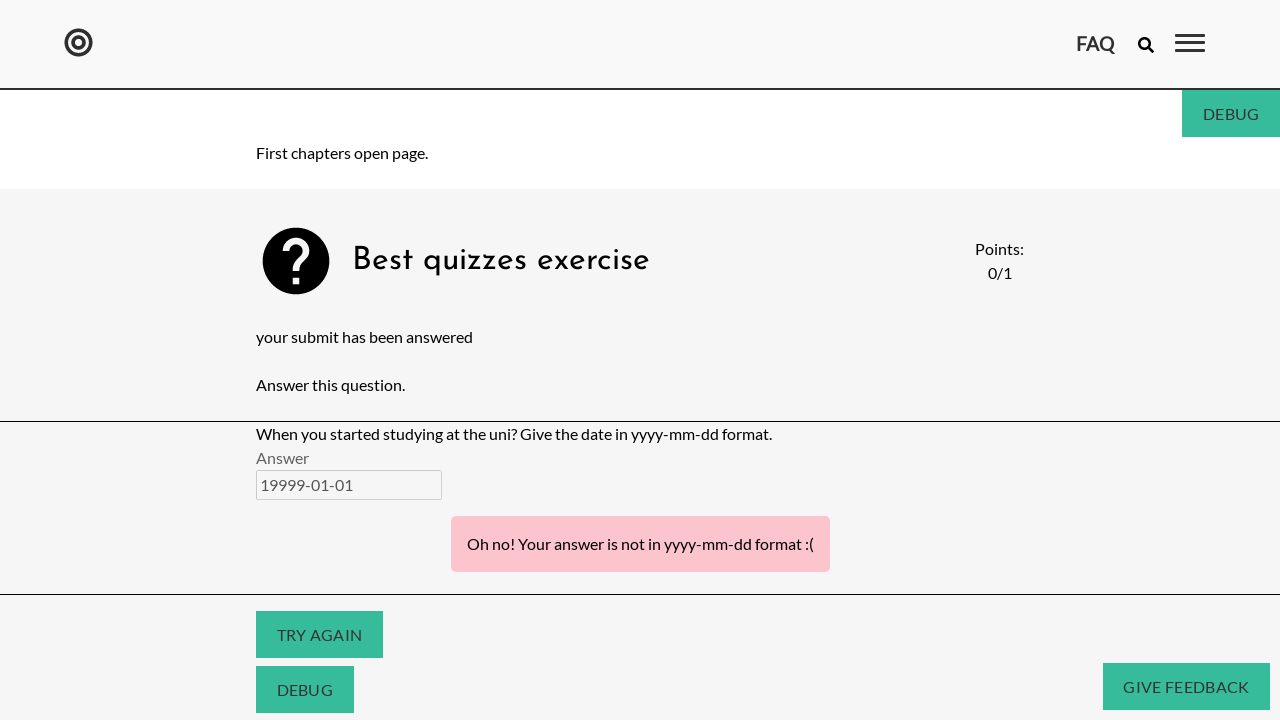 FAQ
DEBUG
First chapters open page.
Best quizzes exercise
Points:
0/1
your submit has been answered
Answer this question.
When you started studying at the uni? Give the date in yyyy-mm-dd format.
Answer
19999-01-01
Oh no! Your answer is not in yyyy-mm-dd format :(
TRY AGAIN
DEBUG
GIVE FEEDBACK